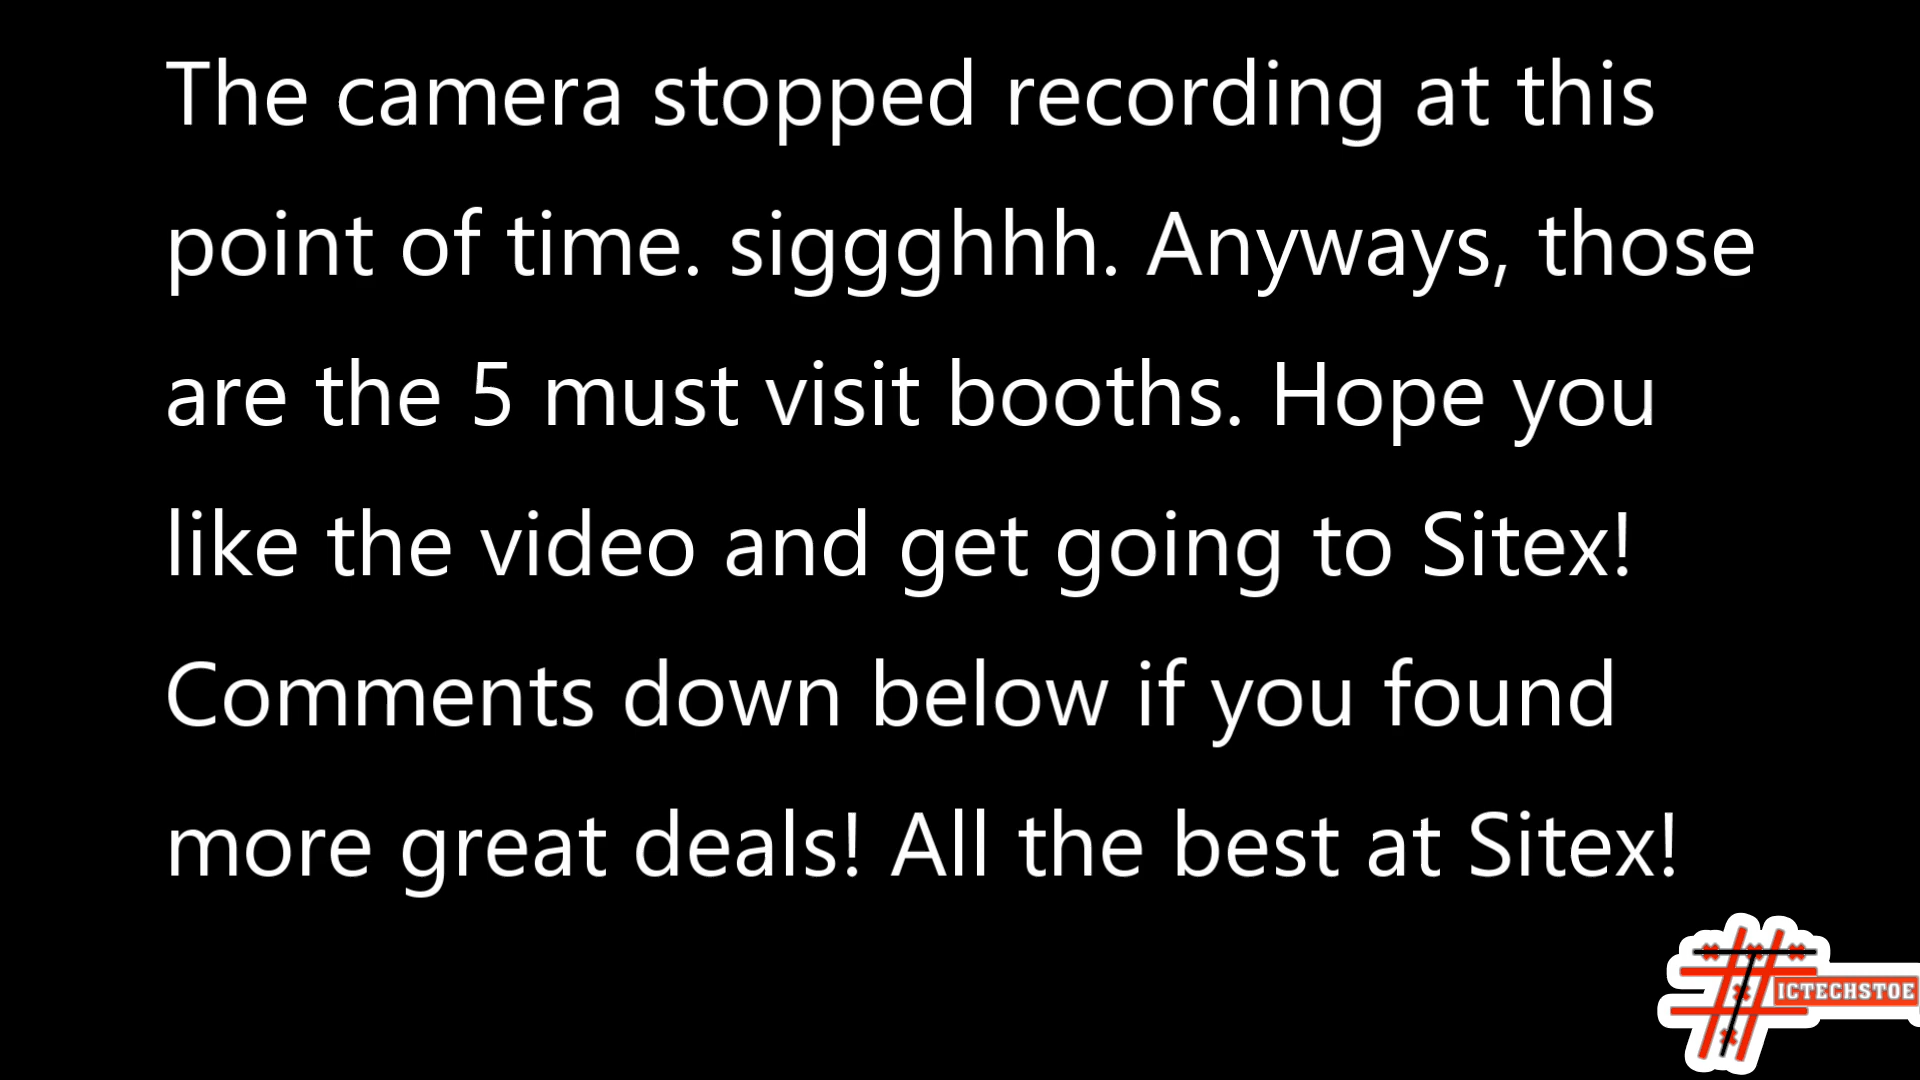 The camera stopped recording at this
point of time. siggghhh. Anyways, those
are the 5 must visit booths. Hope you
like the video and get going to Sitex!
Comments down below if you found
more great deals! All the best at Sitex!
ICTECHSTOE